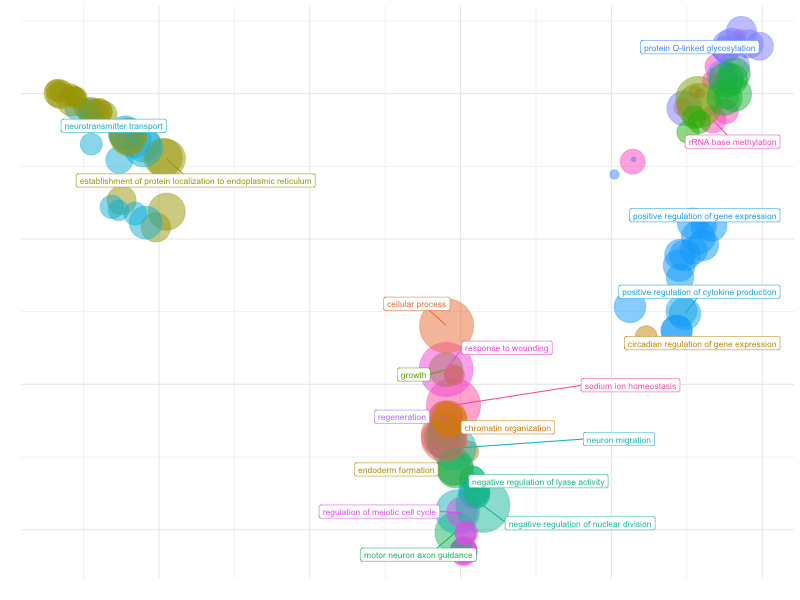 protein O-linked glycosylation
neurotransmitter transport
rRNA base methylation
establishment of protein localization to endoplasmic reticulum
positive regulation of gene expression
positive regulation of cytokine production
cellular process
circadian regulation of gene expression
response to wounding
growth
sodium ion homeostasis
regeneration
chromatin organization
neuron migration
endoderm formation
negative regulation of lyase activity
regulation of meiotic cell cycle
negative regulation of nuclear division
motor neuron axon guidance